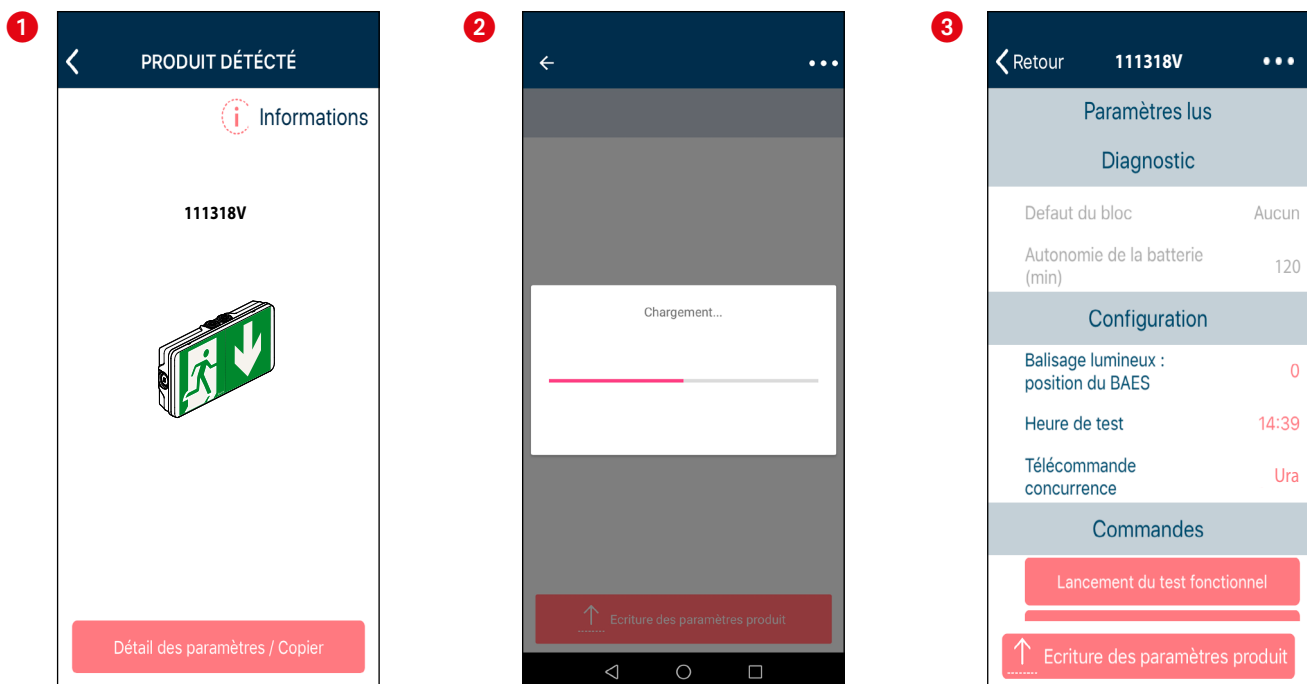 1
PRODUIT DÉTÉCTÉ
i Informations
111318V
Détail des paramètres / Copier
2
Chargement...
Ecriture des paramètres produit
3
Retour 111318V
Paramètres lus
Diagnostic
Defaut du bloc Aucun
Autonomie de la batterie
(min) 120
Configuration
Balisage lumineux :
position du BAES 0
Heure de test 14:39
Télécommande
concurrence Ura
Commandes
Lancement du test fonctionnel
Ecriture des paramètres produit